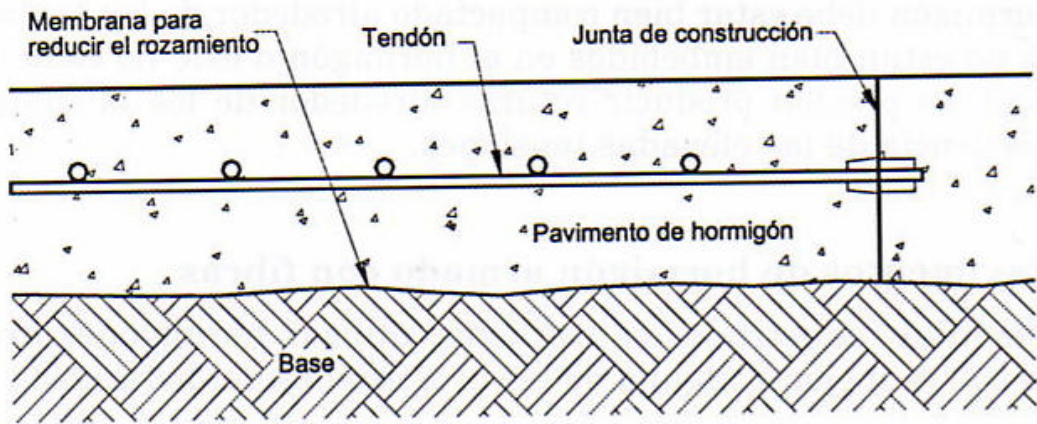 Membrana para
reducir el rozamiento
Tendón
Junta de construcción
Pavimento de hormigón
Base